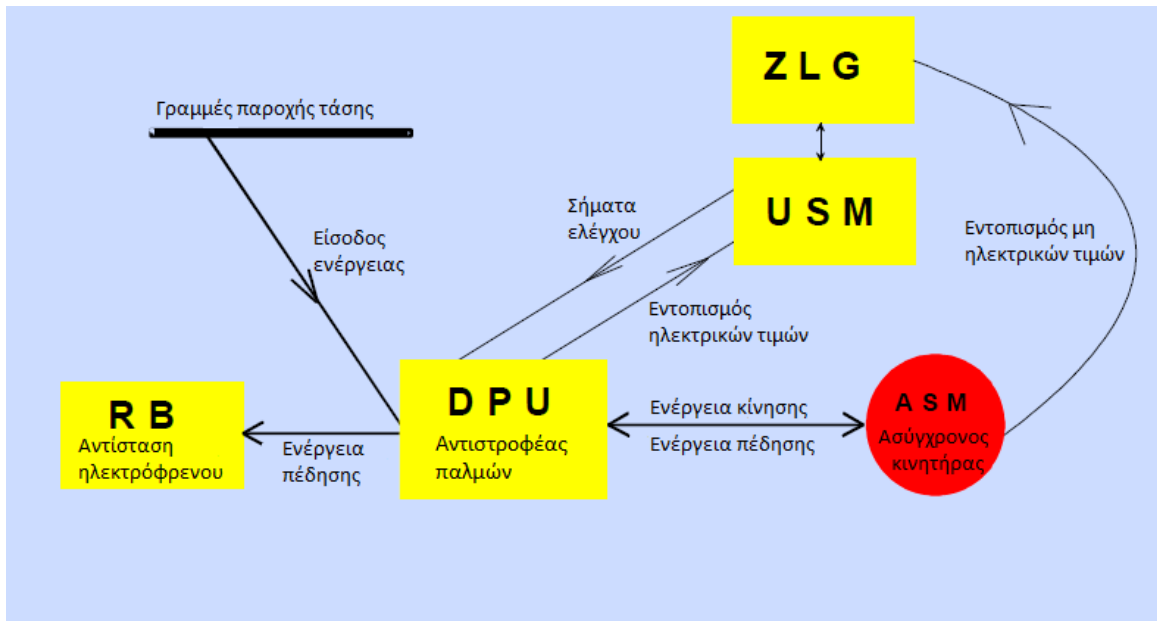 Z L G
Γραμμές παροχής τάσης
U S M
Σήματα
ελέγχου
Εντοπισμός μη
ηλεκτρικών τιμών
Είσοδος
ενέργειας
Εντοπισμός
ηλεκτρικών τιμών
R B
Αντίσταση
ηλεκτρόφρενου
Ενέργεια
πέδησης
D P U
Αντιστροφέας
παλμών
Ενέργεια κίνησης
Ενέργεια πέδησης
A S M
Ασύγχρονος
κινητήρας